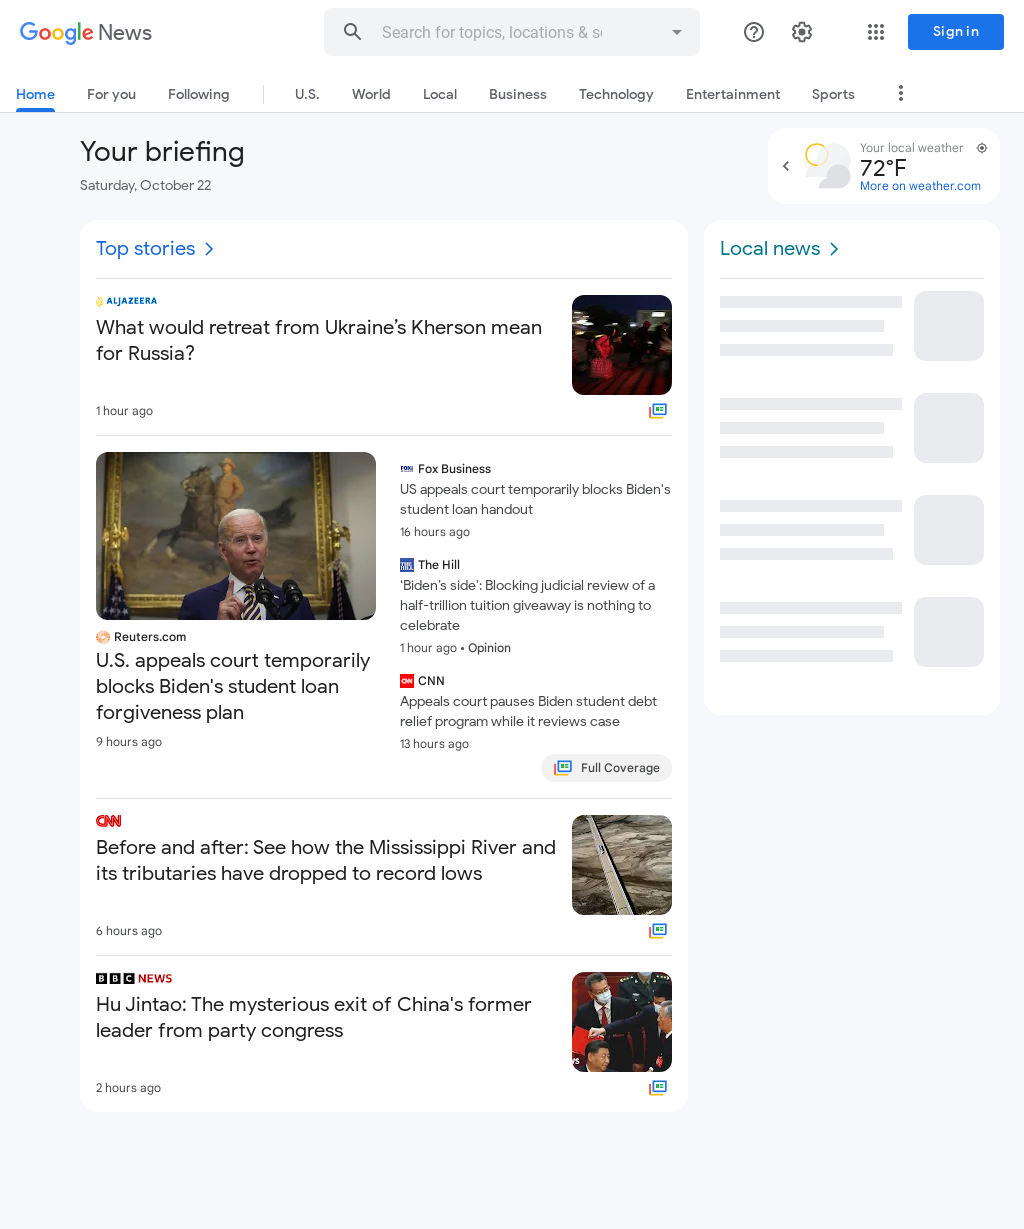 Google News
Search for topics, locations & s
Sign in
Home
For you
Following
U.S.
World
Local
Business
Technology
Entertainment
Sports
Your briefing
Saturday, October 22
Your local weather
72°F
More on weather.com
Top stories
ALJAZEERA
What would retreat from Ukraine’s Kherson mean
for Russia?
1 hour ago
Reuters.com
U.S. appeals court temporarily
blocks Biden's student loan
forgiveness plan
9 hours ago
Fox Business
US appeals court temporarily blocks Biden's
student loan handout
16 hours ago
The Hill
‘Biden’s side’: Blocking judicial review of a
half-trillion tuition giveaway is nothing to
celebrate
1 hour ago • Opinion
CNN
CNN
Appeals court pauses Biden student debt
relief program while it reviews case
13 hours ago
Full Coverage
CNN
Before and after: See how the Mississippi River and
its tributaries have dropped to record lows
6 hours ago
BBC NEWS
Hu Jintao: The mysterious exit of China's former
leader from party congress
2 hours ago
Local news